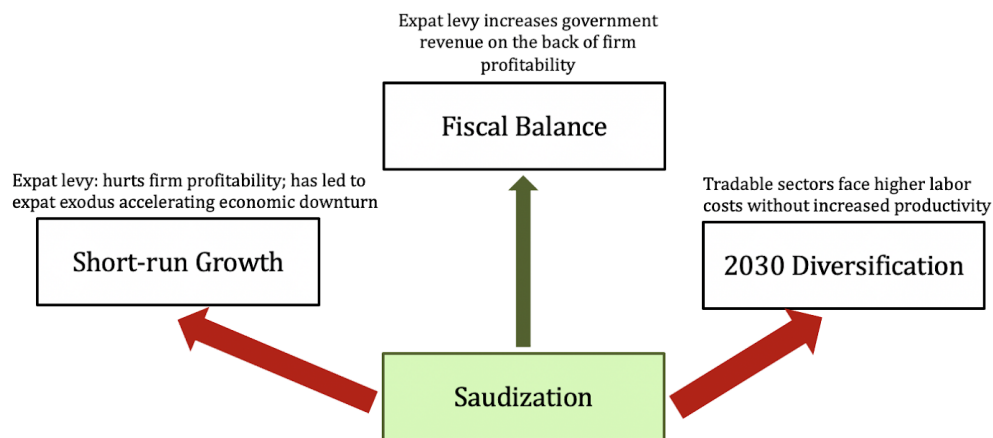 Expat levy increases government
revenue on the back of firm
profitability
Fiscal Balance
Expat levy: hurts firm profitability; has led to
expat exodus accelerating economic downturn
Short-run Growth
Tradable sectors face higher labor
costs without increased productivity
2030 Diversification
Saudization